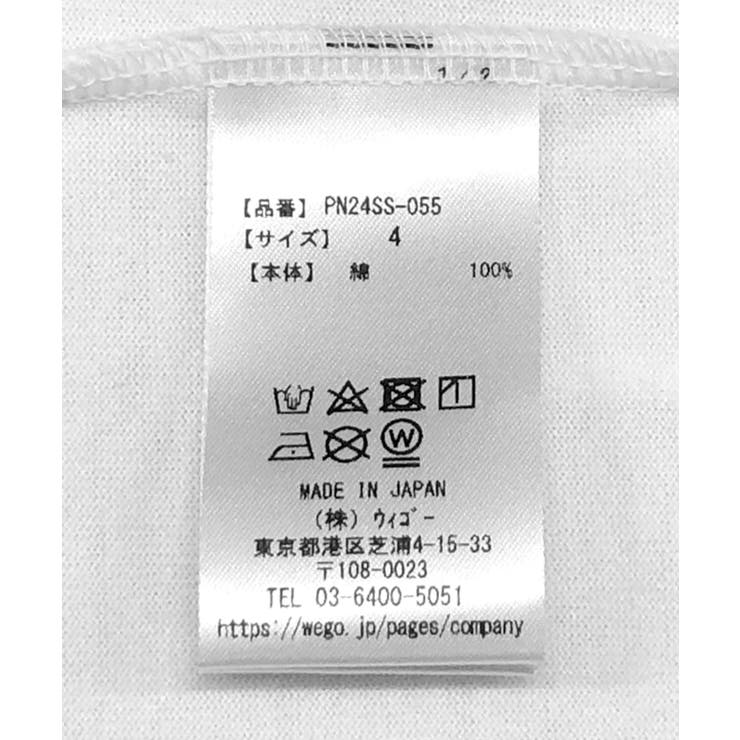 【品番】 PN24SS-055
【サイズ】 4
【本体】 綿 100%
W
MADE IN JAPAN
(株) ウィゴー
東京都港区芝浦4-15-33
〒108-0023
TEL 03-6400-5051
https://wego.jp/pages/company